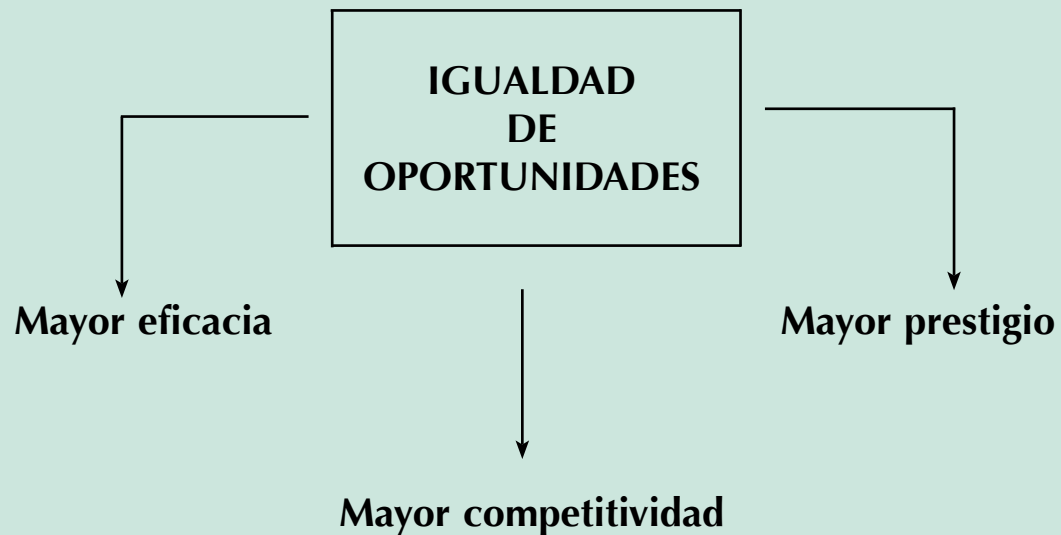 IGUALDAD
DE
OPORTUNIDADES
Mayor eficacia
Mayor prestigio
Mayor competitividad